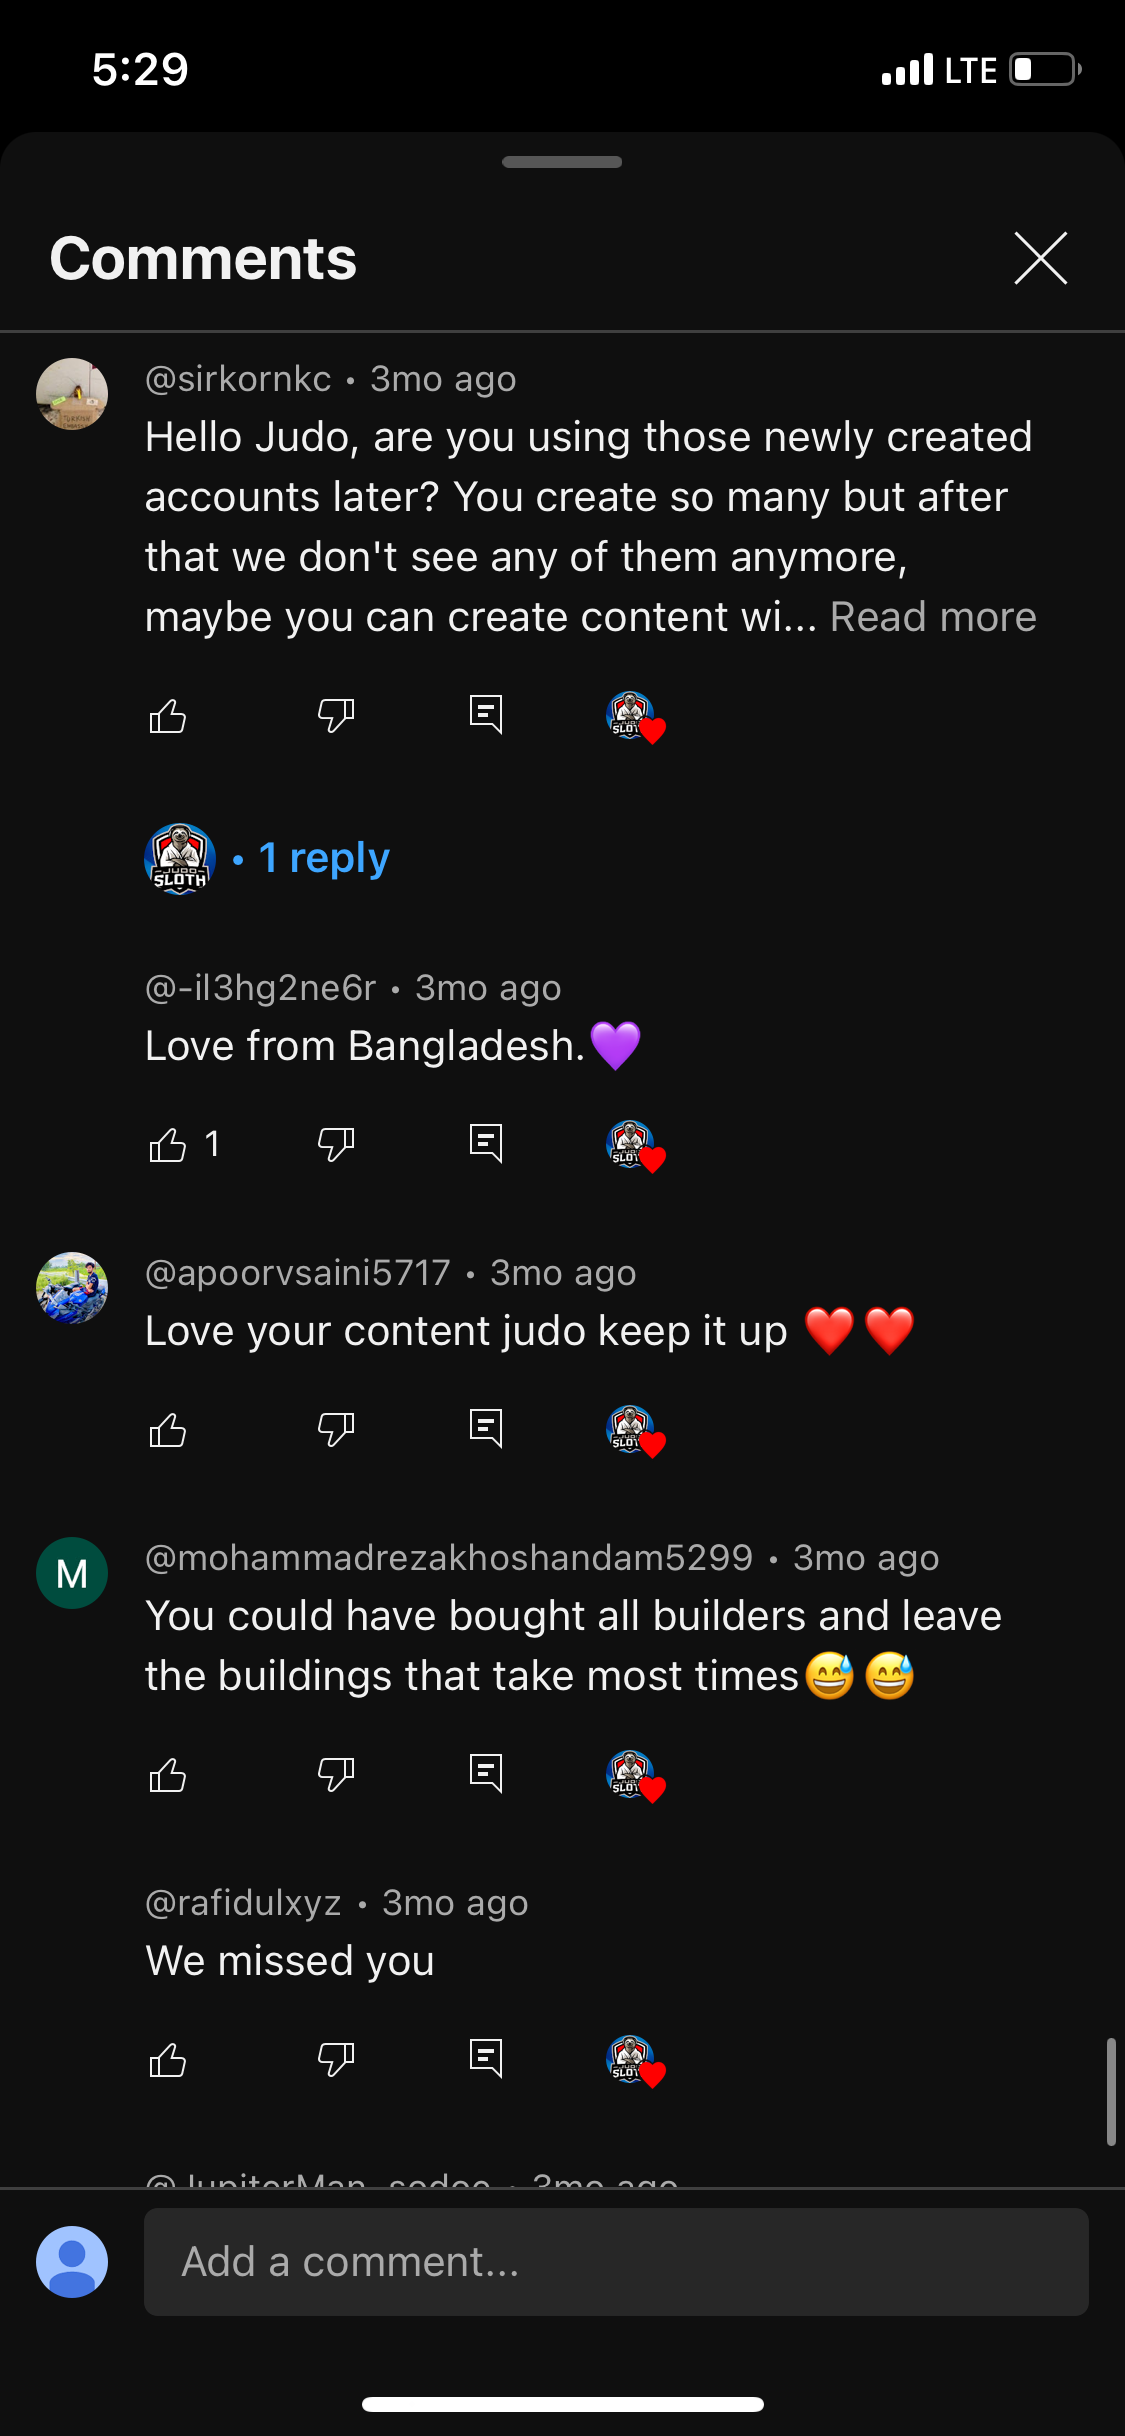 5:29
LTE
Comments
@sirkornkc • 3mo ago
Hello Judo, are you using those newly created
accounts later? You create so many but after
that we don't see any of them anymore,
maybe you can create content wi... Read more
JUDO
SLOTH
• 1 reply
@-il3hg2ne6r • 3mo ago
Love from Bangladesh.💜
1
@apoorvsaini5717 • 3mo ago
Love your content judo keep it up ❤️❤️
M
@mohammadrezakhoshandam5299 • 3mo ago
You could have bought all builders and leave
the buildings that take most times😅😅
@rafidulxyz • 3mo ago
We missed you
3mo ago
Add a comment...